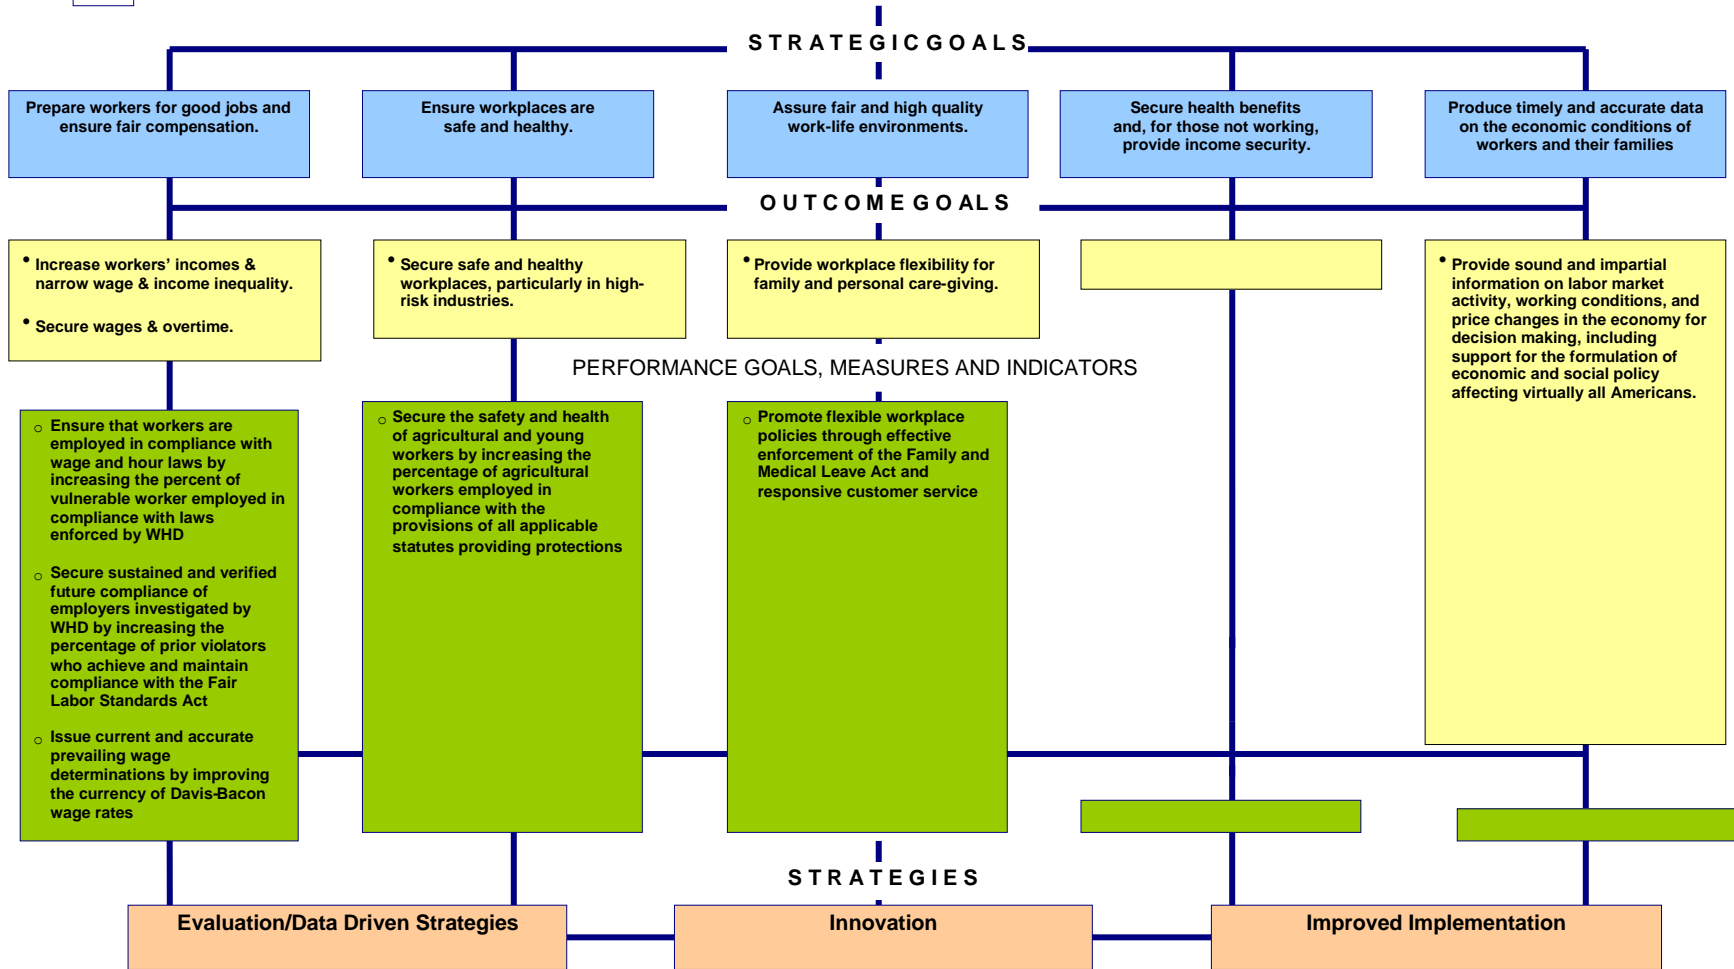 S T R A T E G I C G O A L S
Prepare workers for good jobs and
ensure fair compensation.
Ensure workplaces are
safe and healthy.
Assure fair and high quality
work-life environments.
Secure health benefits
and, for those not working,
provide income security.
Produce timely and accurate data
on the economic conditions of
workers and their families
O U T C O M E G O A L S
• Increase workers’ incomes &
narrow wage & income inequality.
• Secure wages & overtime.
• Secure safe and healthy
workplaces, particularly in high-
risk industries.
• Provide workplace flexibility for
family and personal care-giving.
• Provide sound and impartial
information on labor market
activity, working conditions, and
price changes in the economy for
decision making, including
support for the formulation of
economic and social policy
affecting virtually all Americans.
PERFORMANCE GOALS, MEASURES AND INDICATORS
○ Ensure that workers are
employed in compliance with
wage and hour laws by
increasing the percent of
vulnerable worker employed in
compliance with laws
enforced by WHD
○ Secure sustained and verified
future compliance of
employers investigated by
WHD by increasing the
percentage of prior violators
who achieve and maintain
compliance with the Fair
Labor Standards Act
○ Issue current and accurate
prevailing wage
determinations by improving
the currency of Davis-Bacon
wage rates
○ Secure the safety and health
of agricultural and young
workers by increasing the
percentage of agricultural
workers employed in
compliance with the
provisions of all applicable
statutes providing protections
○ Promote flexible workplace
policies through effective
enforcement of the Family and
Medical Leave Act and
responsive customer service
S T R A T E G I E S
Evaluation/Data Driven Strategies
Innovation
Improved Implementation